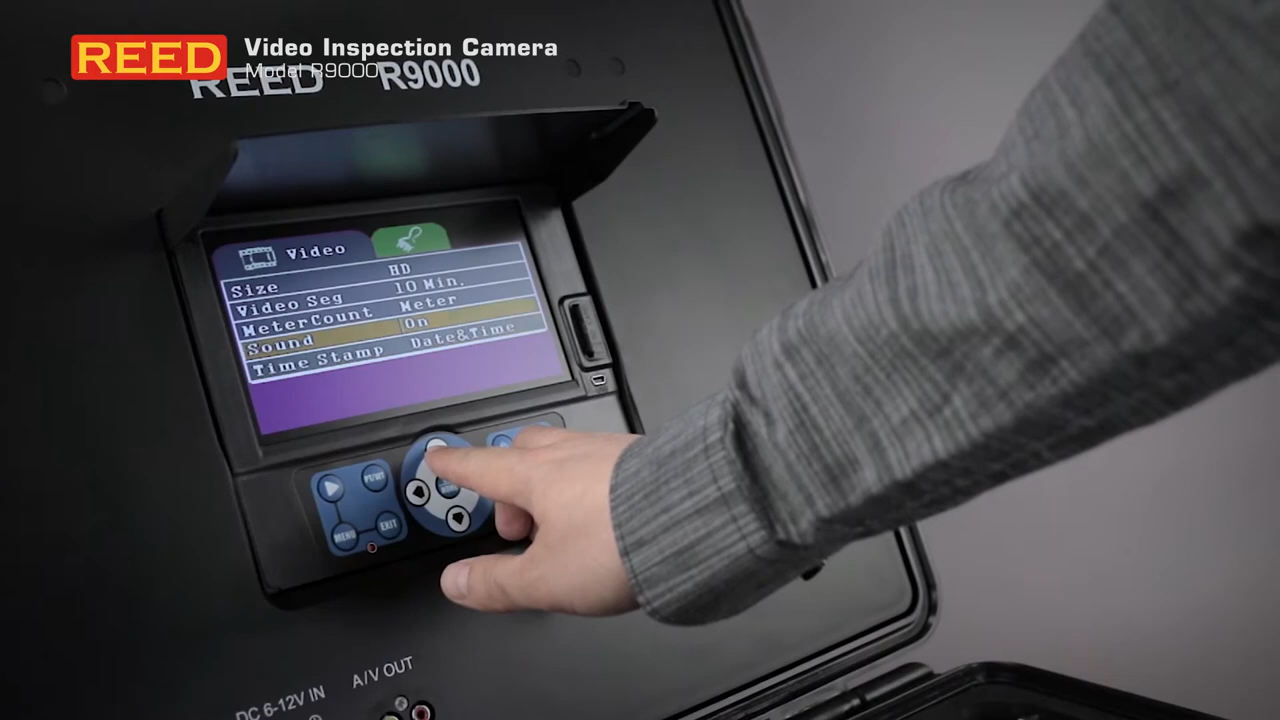 REED Video Inspection Camera
Model R9000
REED R9000
Video
Size HD
Video Seg 10 Min.
MeterCount Meter
Sound On
Time Stamp Date&Time
MENU
EXIT
DC 6-12V IN
A/V OUT